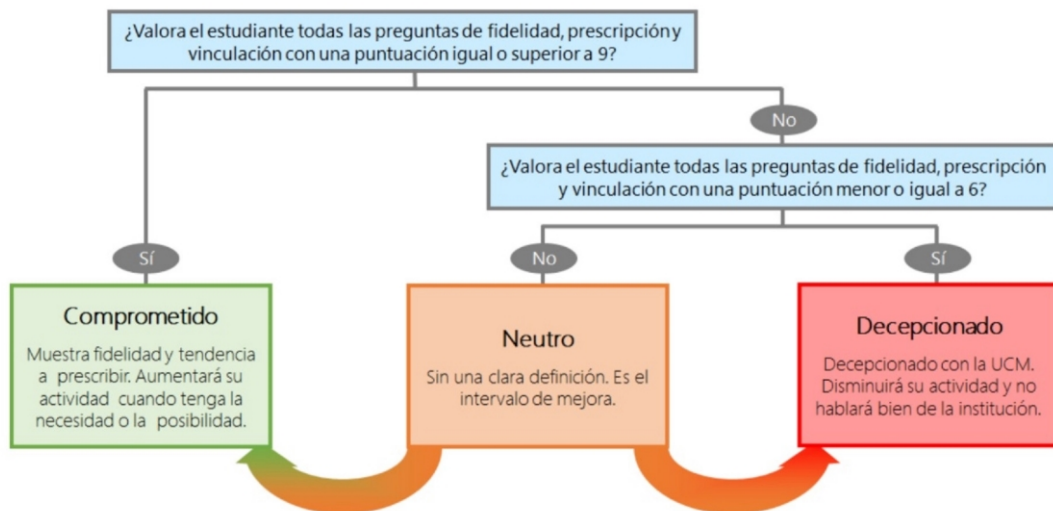 ¿Valora el estudiante todas las preguntas de fidelidad, prescripción y
vinculación con una puntuación igual o superior a 9?
No
¿Valora el estudiante todas las preguntas de fidelidad, prescripción
y vinculación con una puntuación menor o igual a 6?
Sí
No
Sí
Comprometido
Muestra fidelidad y tendencia
a prescribir. Aumentará su
actividad cuando tenga la
necesidad o la posibilidad.
Neutro
Sin una clara definición. Es el
intervalo de mejora.
Decepcionado
Decepcionado con la UCM.
Disminuirá su actividad y no
hablará bien de la institución.